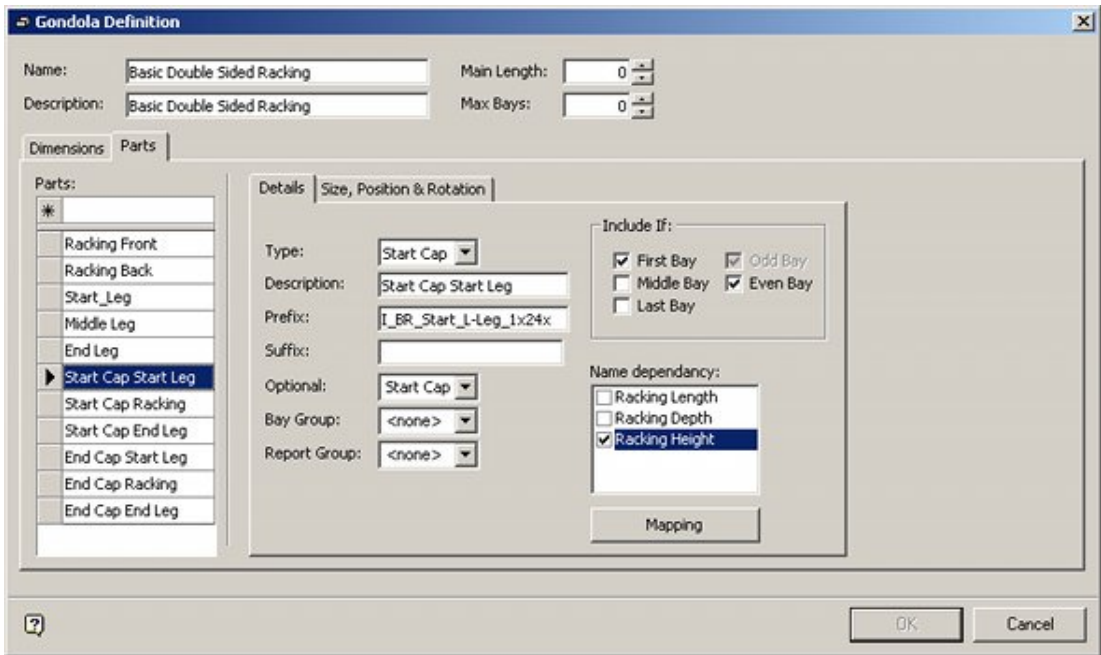 Gondola Definition
Name: Basic Double Sided Racking Main Length: 0
Description: Basic Double Sided Racking Max Bays: 0
Dimensions Parts
Parts:
Racking Front
Racking Back
Start_Leg
Middle Leg
End Leg
Start Cap Start Leg
Start Cap Racking
Start Cap End Leg
End Cap Start Leg
End Cap Racking
End Cap End Leg
Details Size, Position & Rotation
Type: Start Cap
Description: Start Cap Start Leg
Prefix: I_BR_Start_L-Leg_1x24x
Suffix:
Optional: Start Cap
Bay Group: <none>
Report Group: <none>
Include If:
First Bay Odd Bay
Middle Bay Even Bay
Last Bay
Name dependancy:
Racking Length
Racking Depth
Racking Height
Mapping
OK Cancel